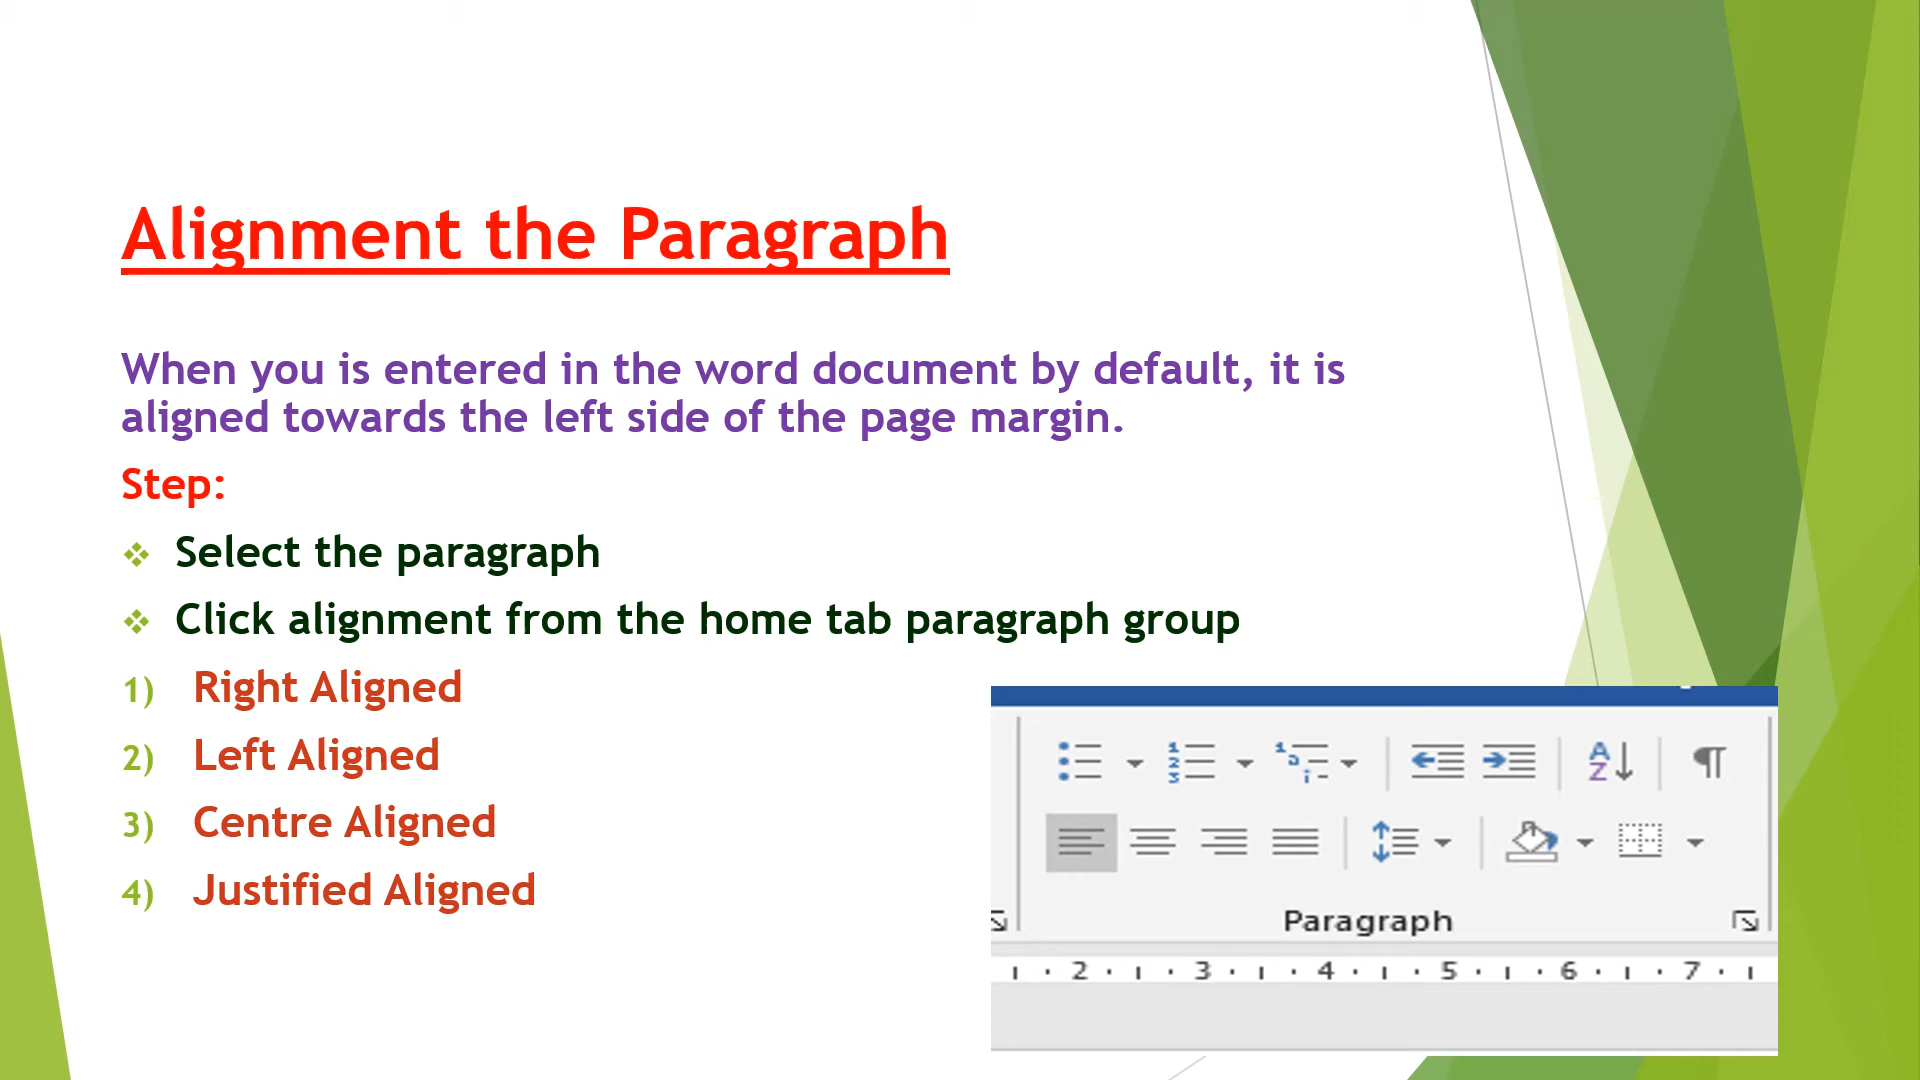 Alignment the Paragraph
When you is entered in the word document by default, it is
aligned towards the left side of the page margin.
Step:
❖ Select the paragraph
❖ Click alignment from the home tab paragraph group
1) Right Aligned
2) Left Aligned
3) Centre Aligned
4) Justified Aligned
Paragraph
2 3 4 5 6 7